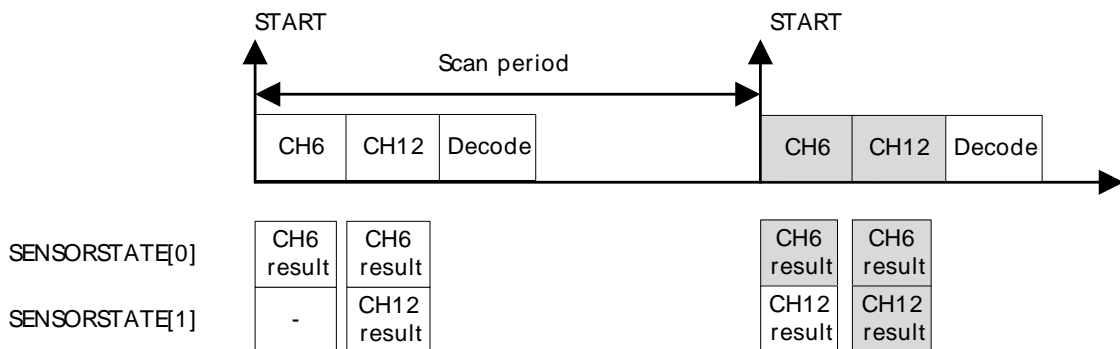 START START
Scan period
CH6 CH12 Decode CH6 CH12 Decode
SENSORSTATE[0] CH6 result CH6 result CH6 result CH6 result
SENSORSTATE[1] - CH12 result CH12 result CH12 result